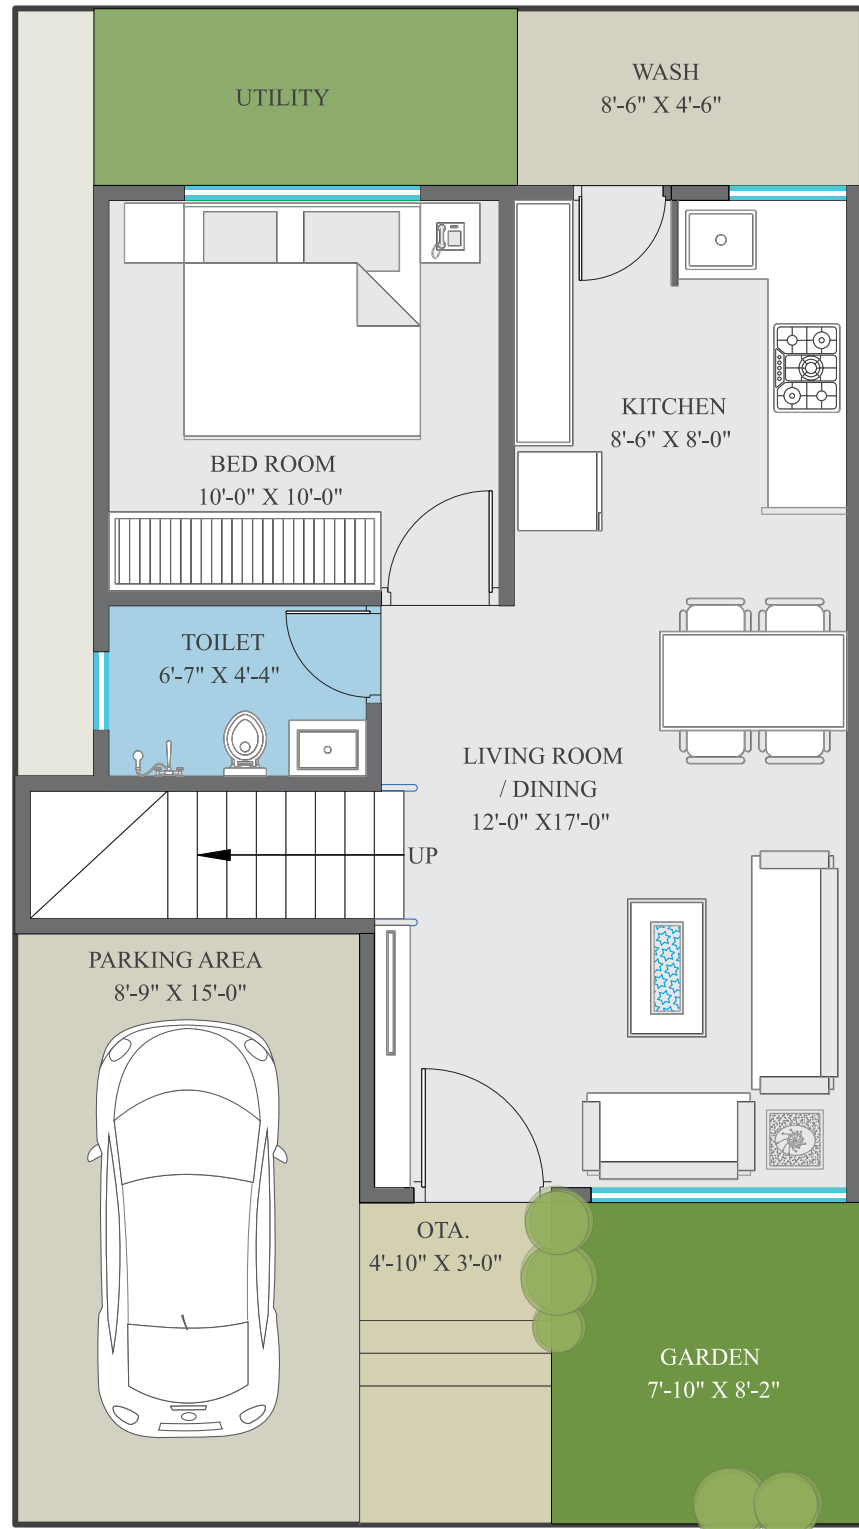 UTILITY
WASH
8'-6" X 4'-6"
KITCHEN
8'-6" X 8'-0"
BED ROOM
10'-0" X 10'-0"
TOILET
6'-7" X 4'-4"
LIVING ROOM
/ DINING
12'-0" X17'-0"
UP
PARKING AREA
8'-9" X 15'-0"
OTA.
4'-10" X 3'-0"
GARDEN
7'-10" X 8'-2"